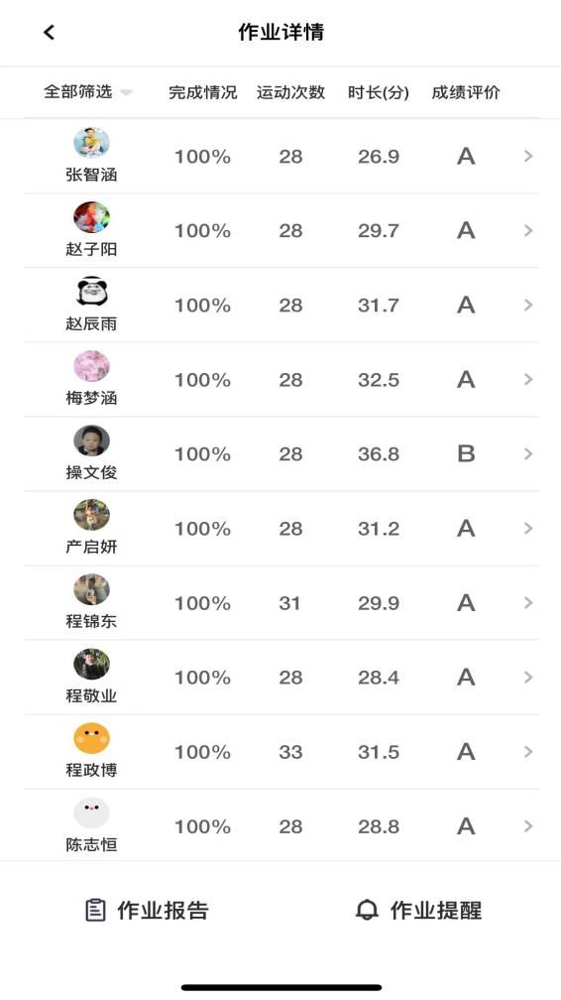 作业详情
全部筛选 完成情况 运动次数 时长(分) 成绩评价
100% 28 26.9 A
张智涵
100% 28 29.7 A
赵子阳
100% 28 31.7 A
赵辰雨
100% 28 32.5 A
梅梦涵
100% 28 36.8 B
操文俊
100% 28 31.2 A
产启妍
100% 31 29.9 A
程锦东
100% 28 28.4 A
程敬业
100% 33 31.5 A
程政博
100% 28 28.8 A
陈志恒
作业报告 作业提醒